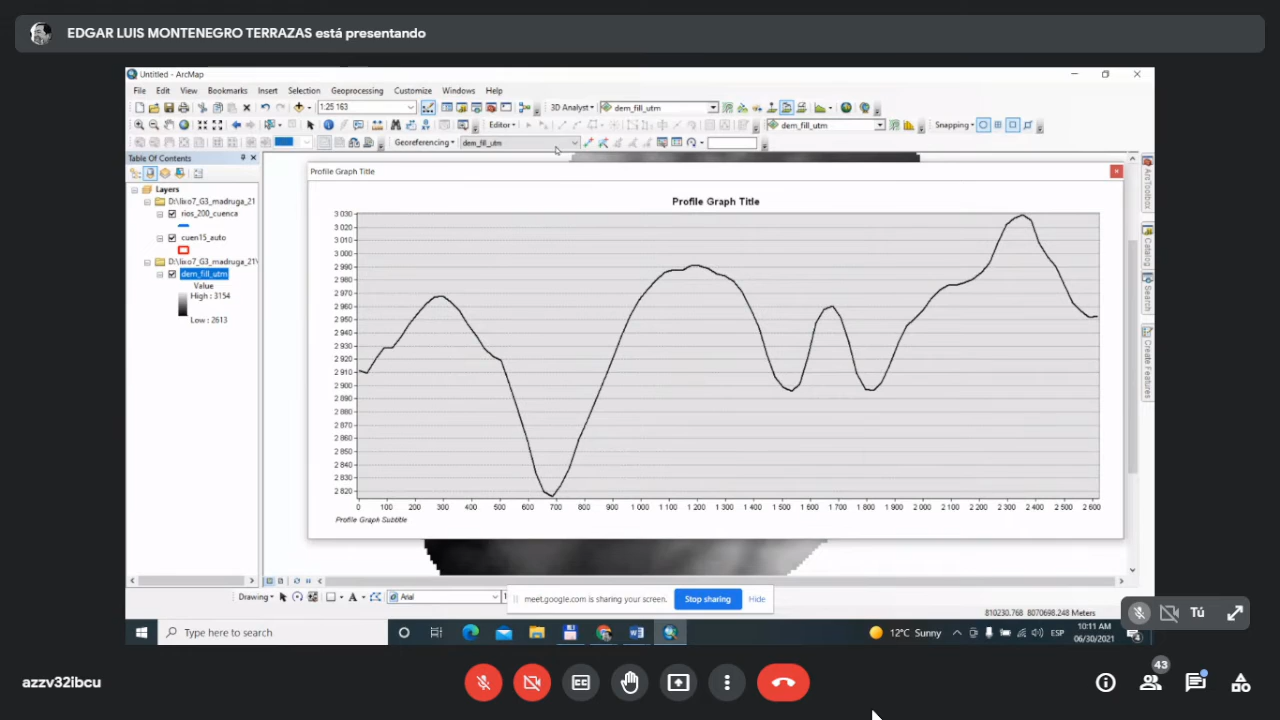 EDGAR LUIS MONTENEGRO TERRAZAS está presentando
Untitled - ArcMap
File Edit View Bookmarks Insert Selection Geoprocessing Customize Windows Help
1:25 163
3D Analyst
dem_fill_utm
Editor
dem_fill_utm
Snapping
Georeferencing
dem_fill_utm
Table Of Contents
Layers
D:\lixo7_G3_madruga_21
rios_200_cuenca
cuen15_auto
D:\lixo7_G3_madruga_21\
dem_fill_utm
Value
High : 3154
Low : 2613
Profile Graph Title
Profile Graph Title
3 030
3 020
3 010
3 000
2 990
2 980
2 970
2 960
2 950
2 940
2 930
2 920
2 910
2 900
2 890
2 880
2 870
2 860
2 850
2 840
2 830
2 820
0 100 200 300 400 500 600 700 800 900 1 000 1 100 1 200 1 300 1 400 1 500 1 600 1 700 1 800 1 900 2 000 2 100 2 200 2 300 2 400 2 500 2 600
Profile Graph Subtitle
ArcToolbox
Catalog
Search
Create Features
Drawing
A
Arial
meet.google.com is sharing your screen.
Stop sharing
Hide
810230.768 8070698.248 Meters
Tú
Type here to search
12°C Sunny
ESP
10:11 AM
06/30/2021
4
azzv32ibcu
43